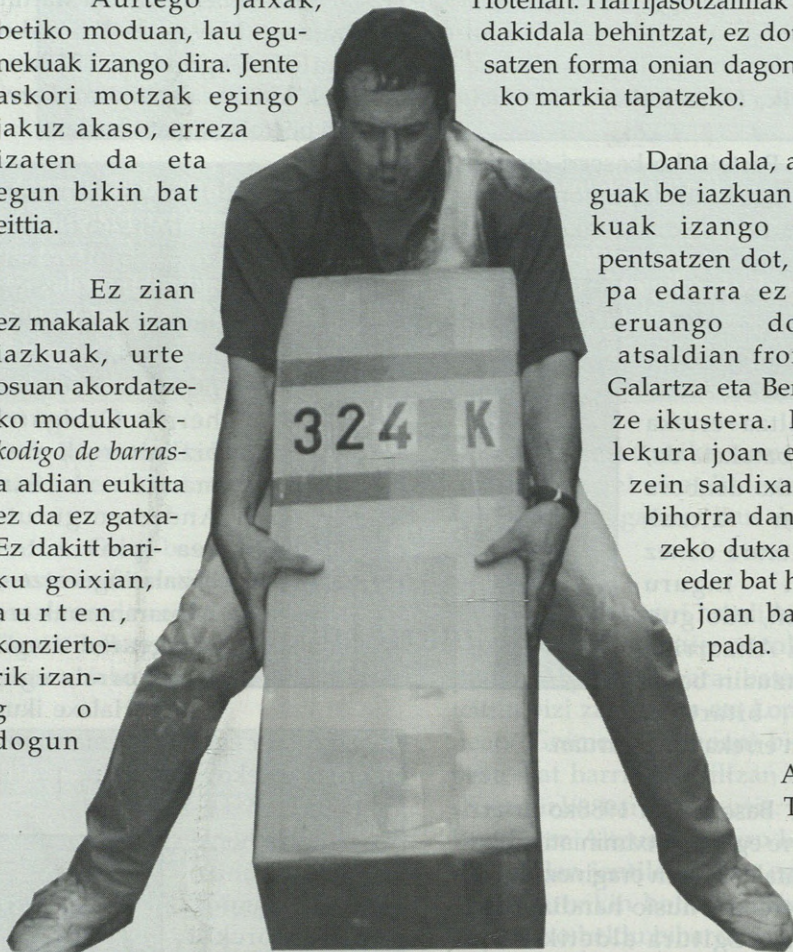 Aurtego jaixak,
betiko moduan, lau egu-
nekuak izango dira. Jente
askori motzak egingo
jakuz akaso, erreza
izaten da eta
egun bikin bat
eittia.
Ez zian
ez makalak izan
iazkuak, urte
osuan akordatze-
ko modukuak -
kodigo de barras-
a aldian eukitta
ez da ez gatxa-
Ez dakitt bari-
ku goixian,
aurten,
konzierto-
rik izan-
g o
dogun
324 K
Hotelian. Harrijasotzailiak
dakidala behintzat, ez dot
satzen forma onian dagon
ko markia tapatzeko.
Dana dala, a
guak be iazkuan
kuak izango
pentsatzen dot,
pa edarra ez
eruango do
atsaldian fron
Galartza eta Ber
ze ikustera.
lekura joan e
zein saldixa
bihorra dan
zeko dutxa
eder bat h
joan ba
pada.
A
T